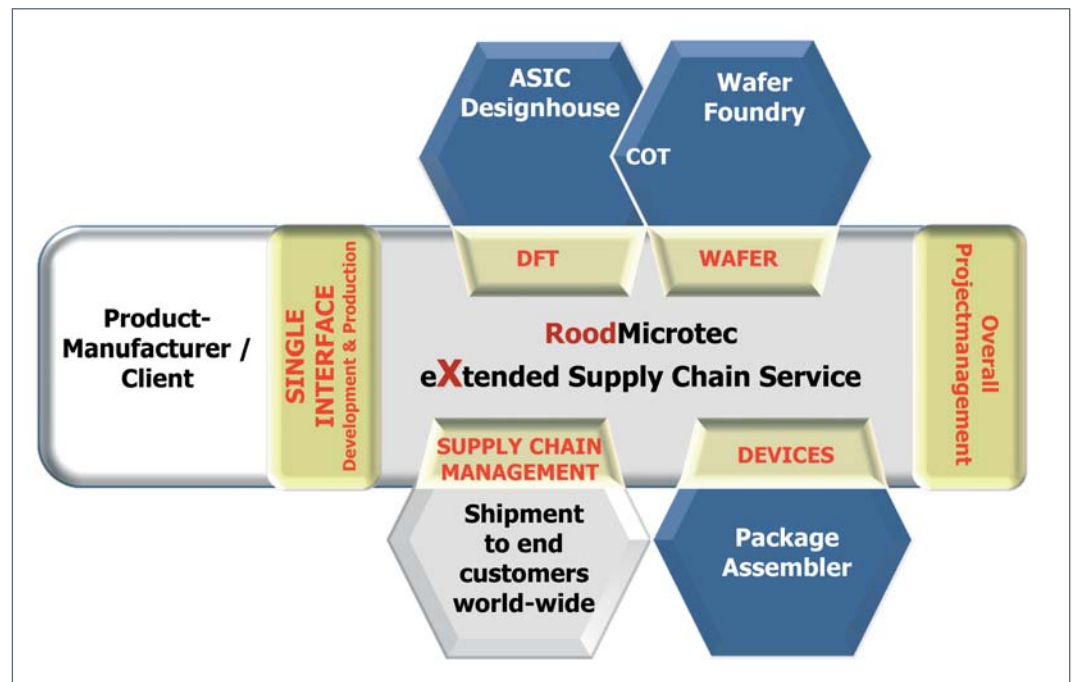 ASIC
Designhouse
Wafer
Foundry
COT
DFT
WAFER
Product-
Manufacturer /
Client
SINGLE
INTERFACE
Development & Production
RoodMicrotec
eXtended Supply Chain Service
Overall
Projectmanagement
SUPPLY CHAIN
MANAGEMENT
DEVICES
Shipment
to end
customers
world-wide
Package
Assembler